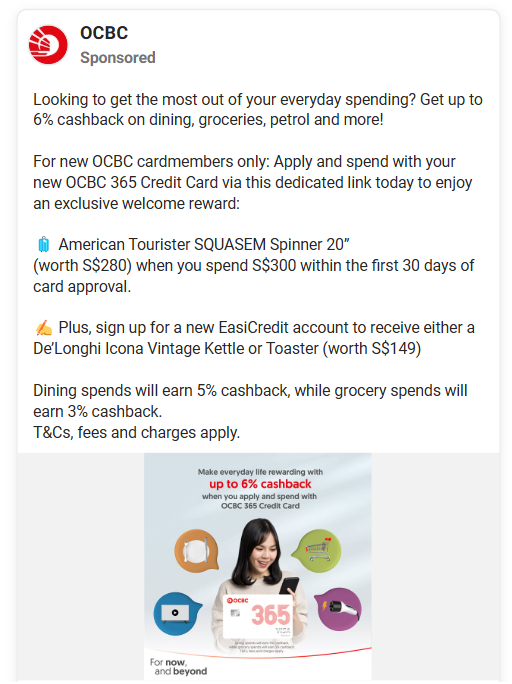 OCBC
Sponsored
Looking to get the most out of your everyday spending? Get up to
6% cashback on dining, groceries, petrol and more!
For new OCBC cardmembers only: Apply and spend with your
new OCBC 365 Credit Card via this dedicated link today to enjoy
an exclusive welcome reward:
American Tourister SQUASEM Spinner 20”
(worth S$280) when you spend S$300 within the first 30 days of
card approval.
Plus, sign up for a new EasiCredit account to receive either a
De’Longhi Icona Vintage Kettle or Toaster (worth S$149)
Dining spends will earn 5% cashback, while grocery spends will
earn 3% cashback.
T&Cs, fees and charges apply.
Make everyday life rewarding with
up to 6% cashback
when you apply and spend with
OCBC 365 Credit Card
OCBC
365
For now,
and beyond